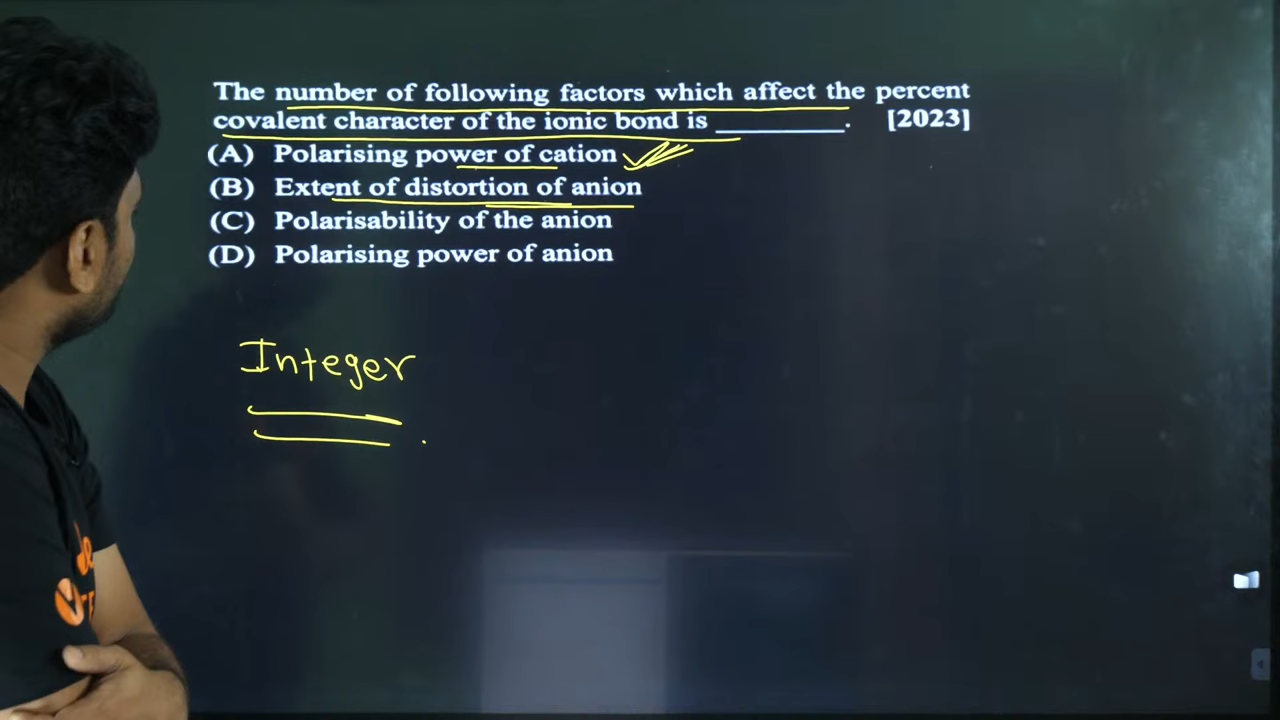 The number of following factors which affect the percent
covalent character of the ionic bond is ________. [2023]
(A) Polarising power of cation
(B) Extent of distortion of anion
(C) Polarisability of the anion
(D) Polarising power of anion
Integer